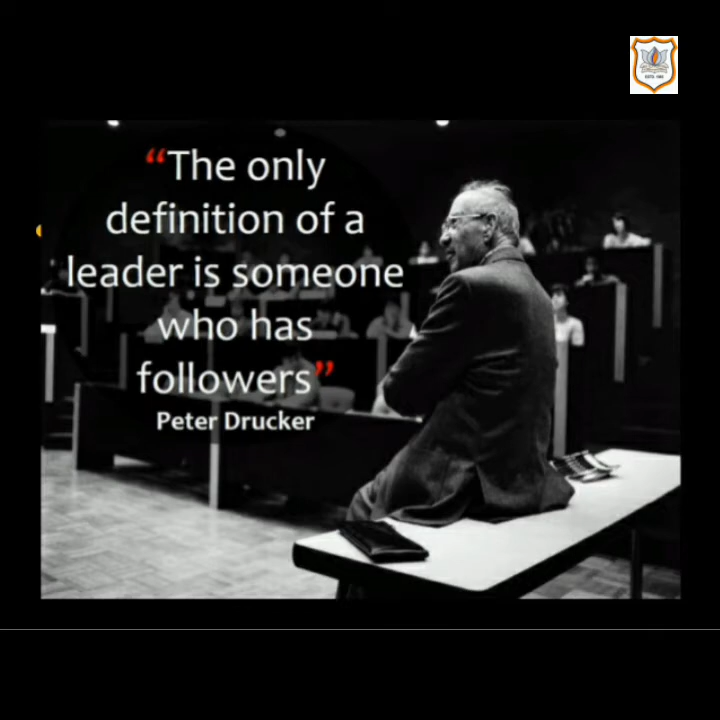 “The only
definition of a
leader is someone
who has
followers”
Peter Drucker